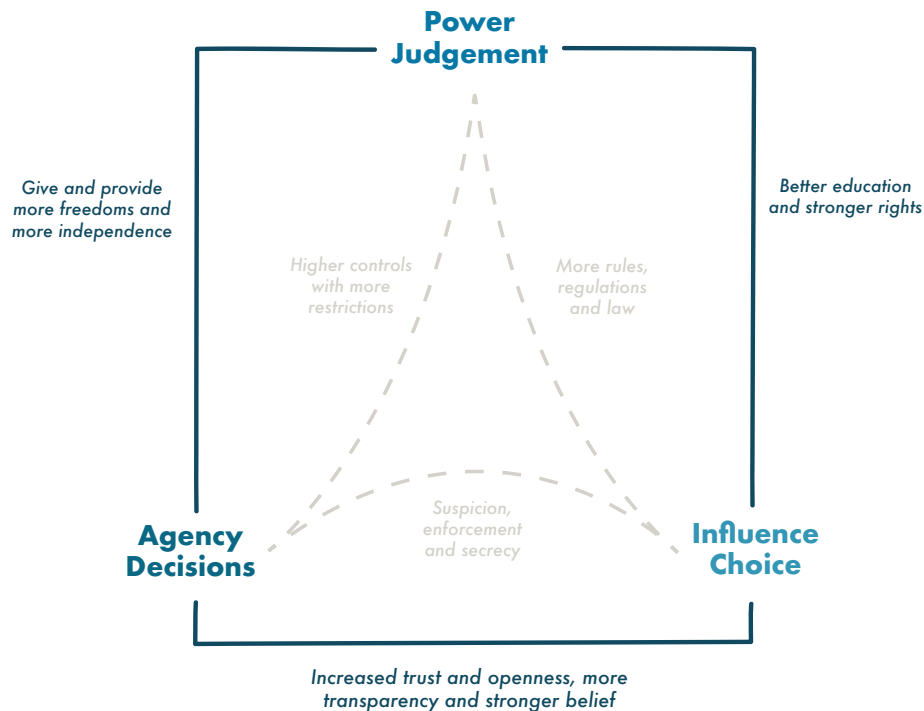 Power
Judgement
Give and provide
more freedoms and
more independence
Better education
and stronger rights
Higher controls
with more
restrictions
More rules,
regulations
and law
Suspicion,
enforcement
and secrecy
Agency
Decisions
Influence
Choice
Increased trust and openness, more
transparency and stronger belief